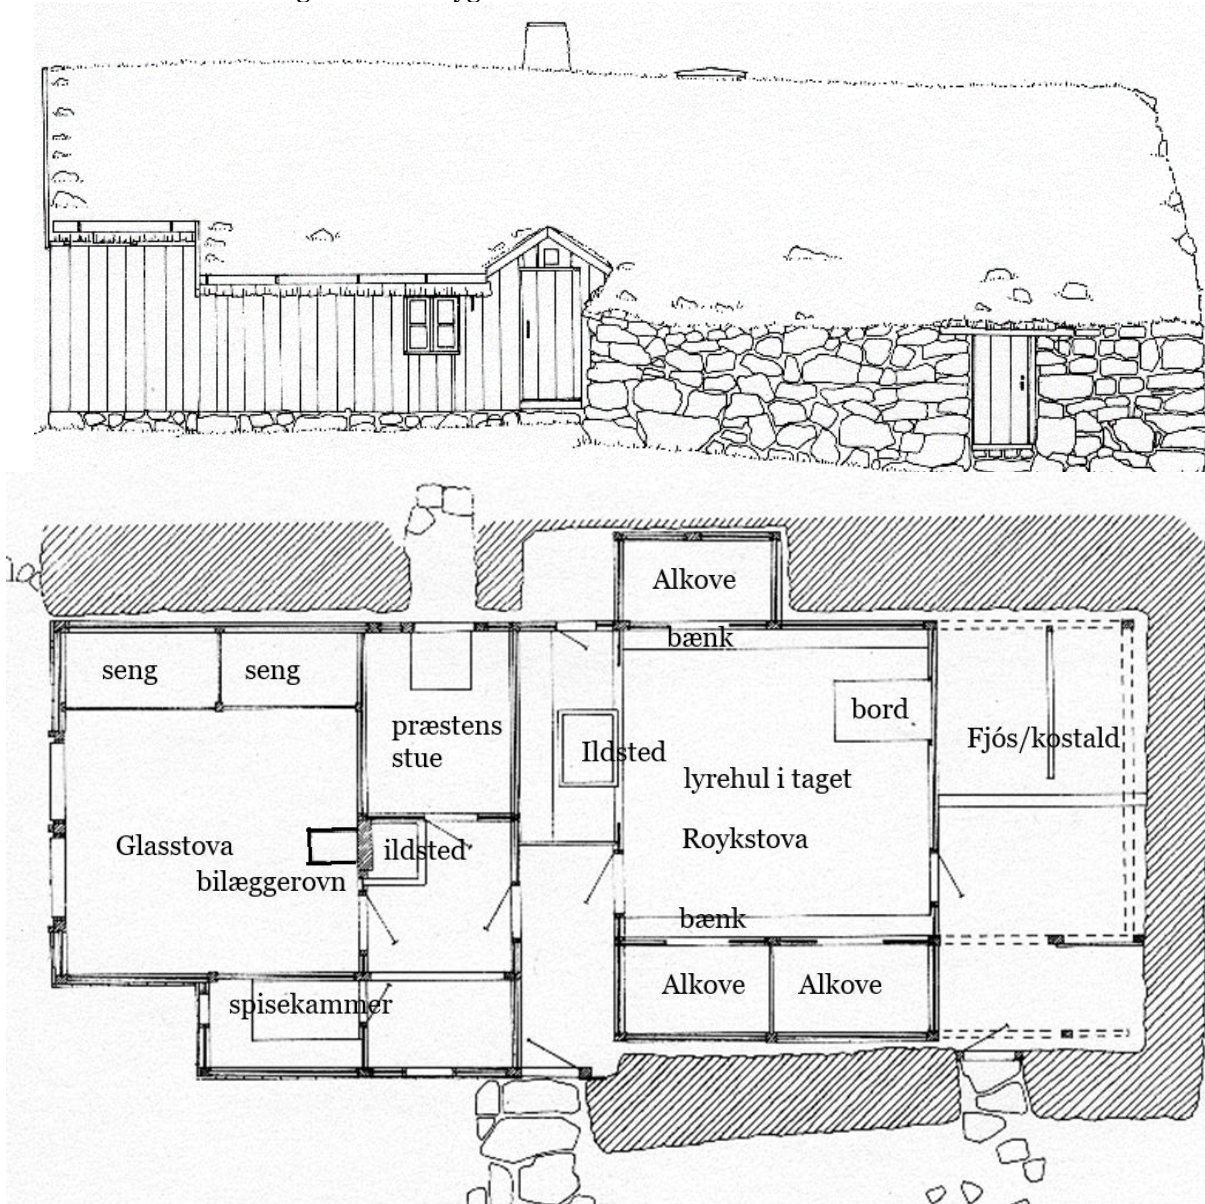 Alkove
bænk
seng
seng
præstens
stue
bord
Ildsted
Fjós/kostald
lyrehul i taget
Glasstova
ildsted
Roykstova
bilæggerovn
bænk
spisekammer
Alkove
Alkove